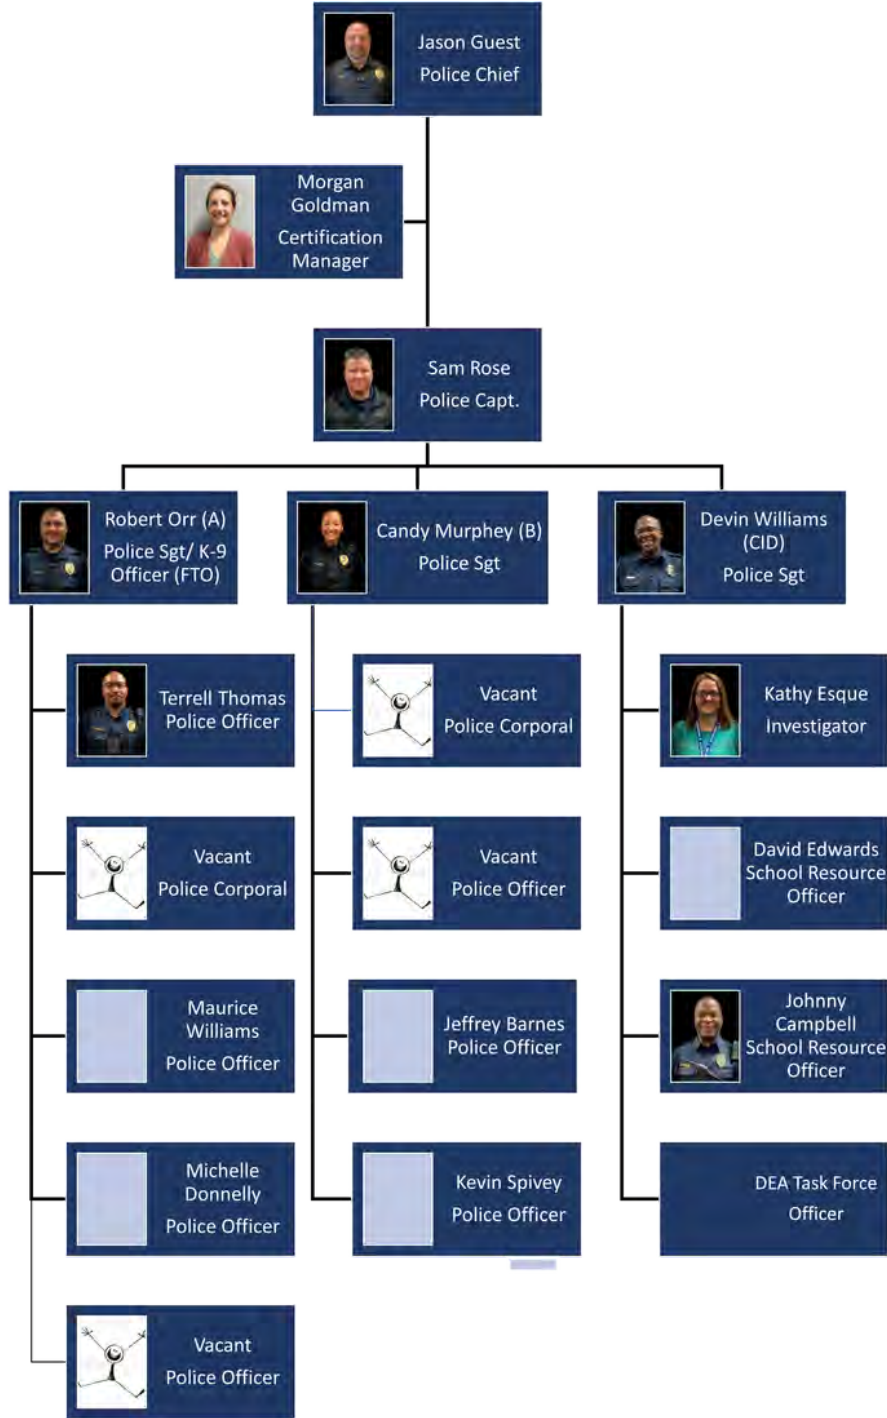 Jason Guest
Police Chief
Morgan
Goldman
Certification
Manager
Sam Rose
Police Capt.
Robert Orr (A)
Police Sgt/ K-9
Officer (FTO)
Candy Murphey (B)
Police Sgt
Devin Williams
(CID)
Police Sgt
Terrell Thomas
Police Officer
Vacant
Police Corporal
Kathy Esque
Investigator
Vacant
Police Corporal
Vacant
Police Officer
David Edwards
School Resource
Officer
Maurice
Williams
Police Officer
Jeffrey Barnes
Police Officer
Johnny
Campbell
School Resource
Officer
Michelle
Donnelly
Police Officer
Kevin Spivey
Police Officer
DEA Task Force
Officer
Vacant
Police Officer